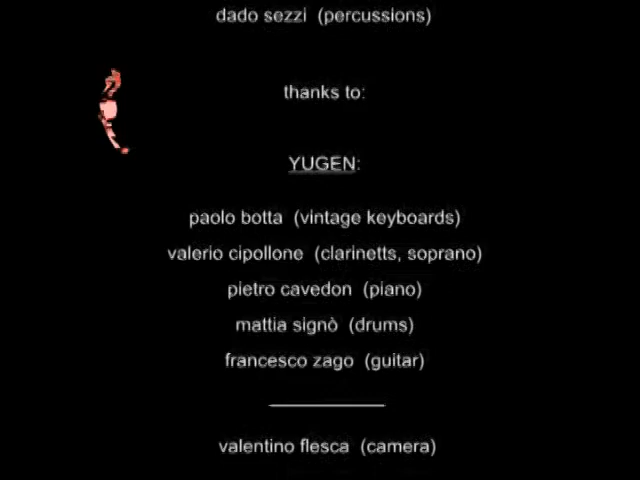 dado sezzi (percussions)
thanks to:
YUGEN:
paolo botta (vintage keyboards)
valerio cipollone (clarinetts, soprano)
pietro cavedon (piano)
mattia signò (drums)
francesco zago (guitar)
valentino flesca (camera)